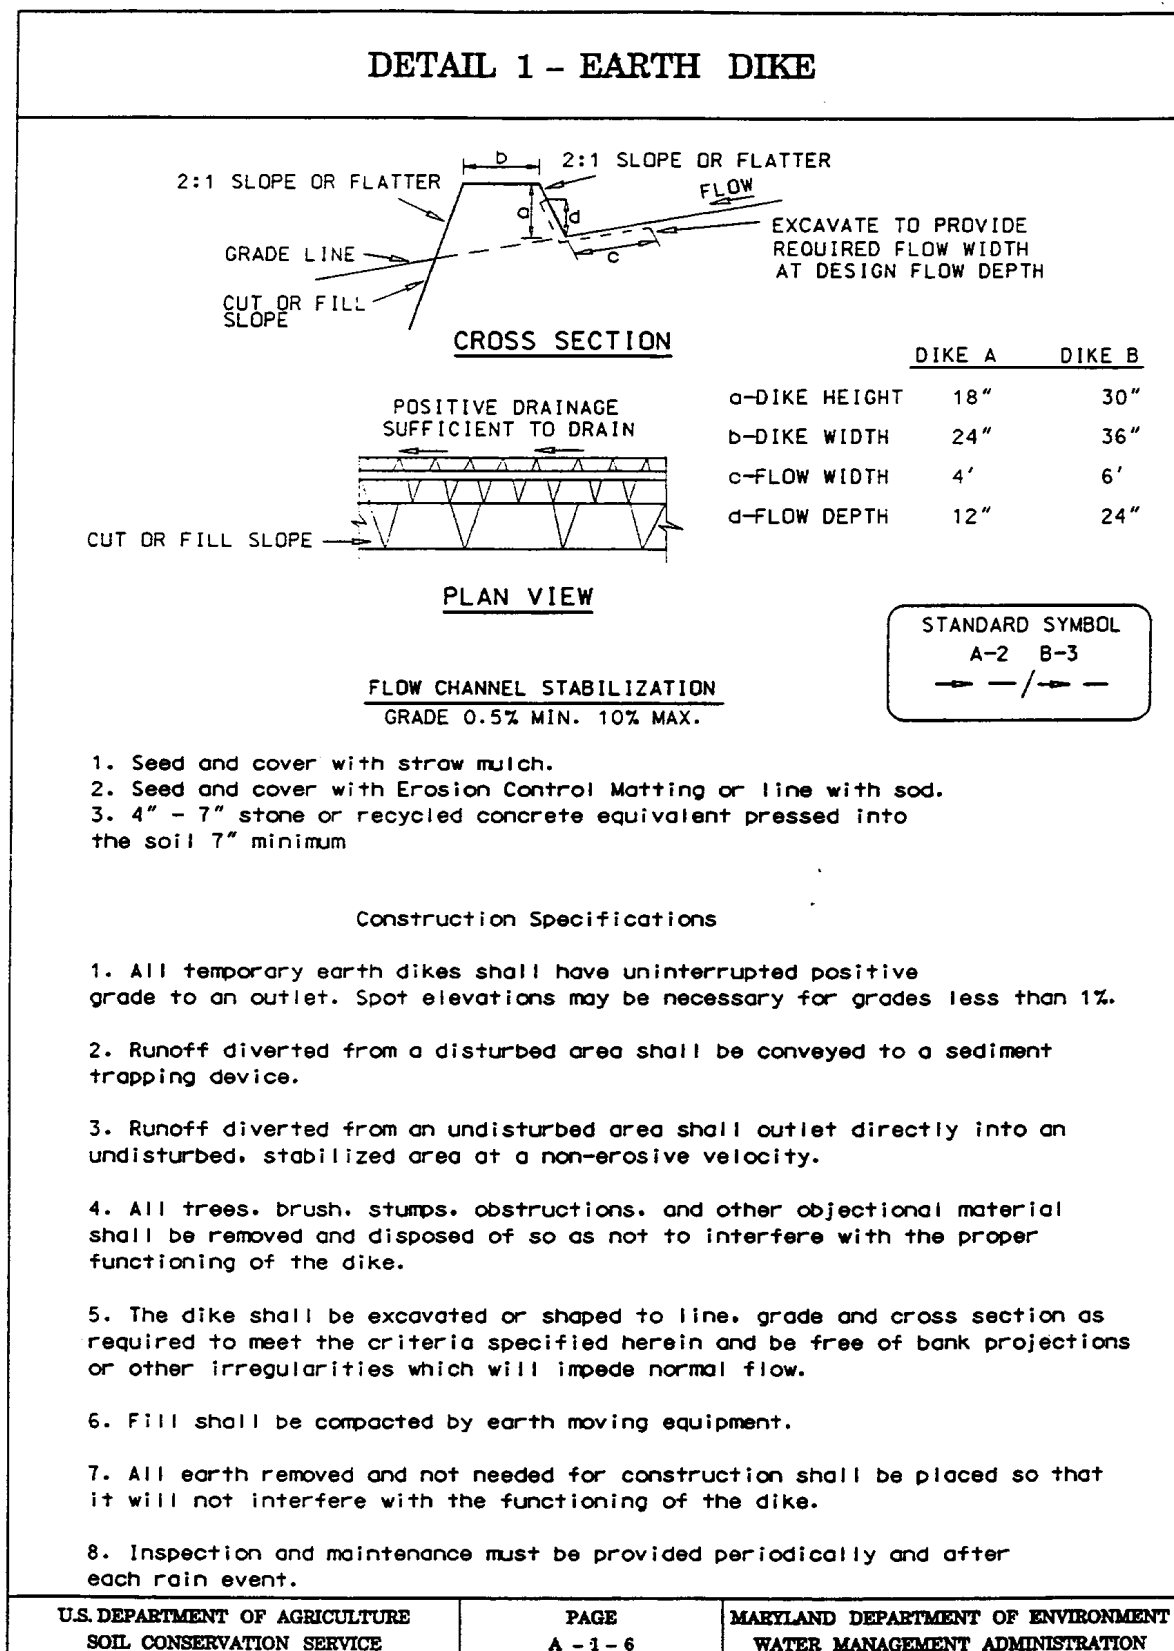 DETAIL 1 - EARTH DIKE
b
2:1 SLOPE OR FLATTER
2:1 SLOPE OR FLATTER
FLOW
a
d
EXCAVATE TO PROVIDE
REQUIRED FLOW WIDTH
AT DESIGN FLOW DEPTH
GRADE LINE
c
CUT OR FILL
SLOPE
CROSS SECTION
DIKE A DIKE B
a-DIKE HEIGHT 18" 30"
b-DIKE WIDTH 24" 36"
c-FLOW WIDTH 4' 6'
d-FLOW DEPTH 12" 24"
POSITIVE DRAINAGE
SUFFICIENT TO DRAIN
CUT OR FILL SLOPE
PLAN VIEW
STANDARD SYMBOL
A-2 B-3
/
FLOW CHANNEL STABILIZATION
GRADE 0.5% MIN. 10% MAX.
1. Seed and cover with straw mulch.
2. Seed and cover with Erosion Control Matting or line with sod.
3. 4" - 7" stone or recycled concrete equivalent pressed into
the soil 7" minimum
Construction Specifications
1. All temporary earth dikes shall have uninterrupted positive
grade to an outlet. Spot elevations may be necessary for grades less than 1%.
2. Runoff diverted from a disturbed area shall be conveyed to a sediment
trapping device.
3. Runoff diverted from an undisturbed area shall outlet directly into an
undisturbed, stabilized area at a non-erosive velocity.
4. All trees, brush, stumps, obstructions, and other objectional material
shall be removed and disposed of so as not to interfere with the proper
functioning of the dike.
5. The dike shall be excavated or shaped to line, grade and cross section as
required to meet the criteria specified herein and be free of bank projections
or other irregularities which will impede normal flow.
6. Fill shall be compacted by earth moving equipment.
7. All earth removed and not needed for construction shall be placed so that
it will not interfere with the functioning of the dike.
8. Inspection and maintenance must be provided periodically and after
each rain event.
U.S. DEPARTMENT OF AGRICULTURE
SOIL CONSERVATION SERVICE
PAGE
A - 1 - 6
MARYLAND DEPARTMENT OF ENVIRONMENT
WATER MANAGEMENT ADMINISTRATION